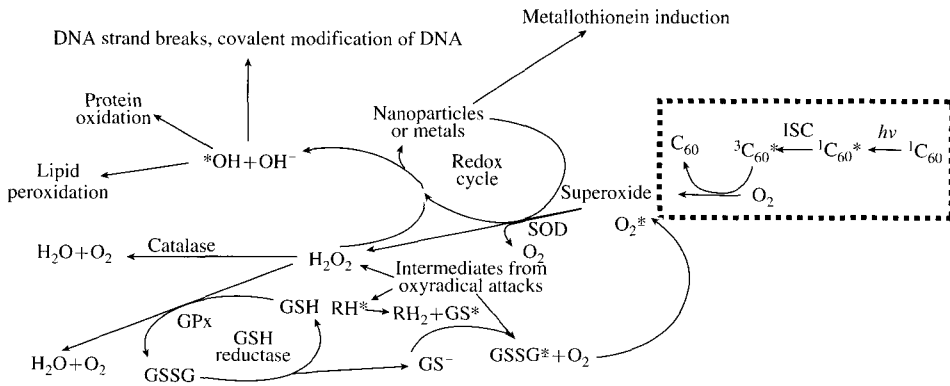 Metallothionein induction
DNA strand breaks, covalent modification of DNA
Protein
oxidation
Nanoparticles
or metals
C₆₀
³C₆₀*
ISC
¹C₆₀*
hν
¹C₆₀
*OH+OH⁻
Redox
cycle
Lipid
peroxidation
Superoxide
O₂
O₂*
SOD
O₂
H₂O+O₂
Catalase
H₂O₂
Intermediates from
oxyradical attacks
GSH
RH*
RH₂+GS*
GPx
GSH
reductase
H₂O+O₂
GSSG
GS⁻
GSSG*+O₂